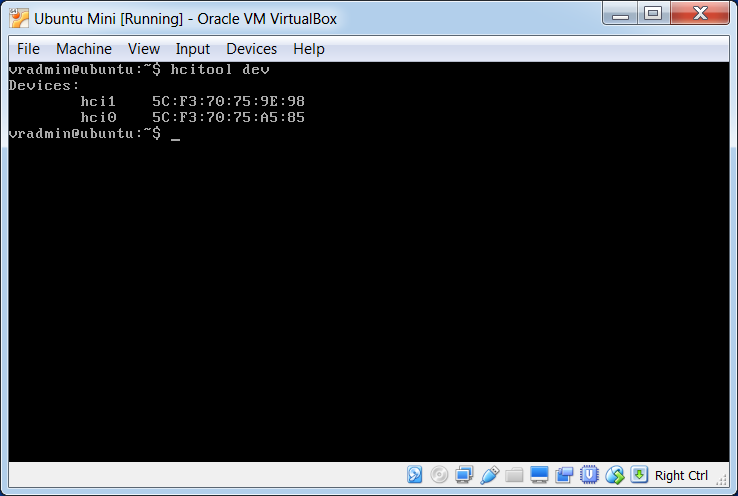 Ubuntu Mini [Running] - Oracle VM VirtualBox
File Machine View Input Devices Help
vradmin@ubuntu:~$ hcitool dev
Devices:
        hci1    5C:F3:70:75:9E:98
        hci0    5C:F3:70:75:A5:85
vradmin@ubuntu:~$ _
Right Ctrl